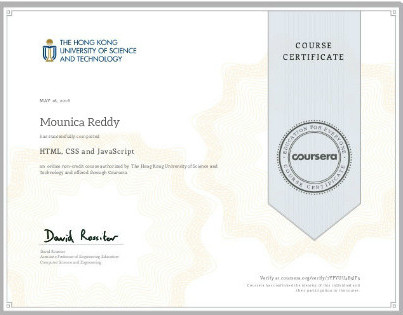 THE HONG KONG
UNIVERSITY OF SCIENCE
AND TECHNOLOGY
COURSE
CERTIFICATE
Mounica Reddy
has successfully completed
HTML, CSS and JavaScript
an online non-credit course authorized by The Hong Kong University of Science and
Technology and offered through Coursera
EDUCATION FOR EVERYONE
coursera
COURSE CERTIFICATE
David Rossiter
David Rossiter
Associate Professor of Engineering Education
Computer Science and Engineering
Verify at coursera.org/verify/
Coursera has confirmed the identity of this individual and
their participation in the course.